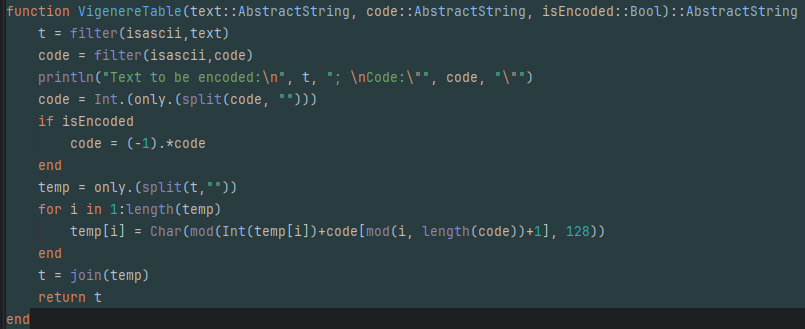 function VigenereTable(text::AbstractString, code::AbstractString, isEncoded::Bool)::AbstractString
    t = filter(isascii,text)
    code = filter(isascii,code)
    println("Text to be encoded:\n", t, "; \nCode:\"", code, "\"")
    code = Int.(only.(split(code, "")))
    if isEncoded
        code = (-1).*code
    end
    temp = only.(split(t,""))
    for i in 1:length(temp)
        temp[i] = Char(mod(Int(temp[i])+code[mod(i, length(code))+1], 128))
    end
    t = join(temp)
    return t
end